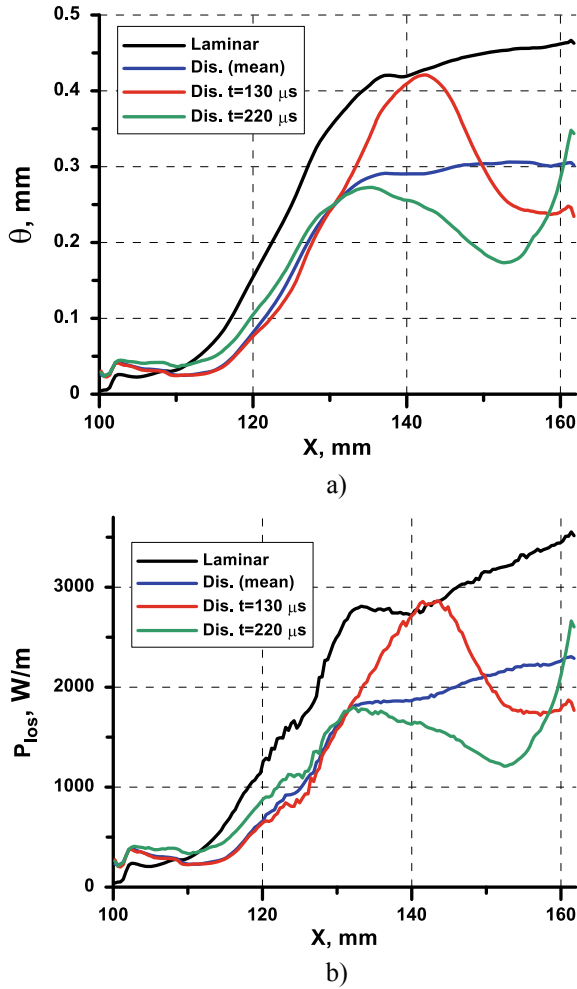 0.5
0.4
0.3
0.2
0.1
0
θ, mm
Laminar
Dis. (mean)
Dis. t=130 μs
Dis. t=220 μs
100 120 140 160
X, mm
a)
3000
2000
1000
0
P_los, W/m
Laminar
Dis. (mean)
Dis. t=130 μs
Dis. t=220 μs
100 120 140 160
X, mm
b)